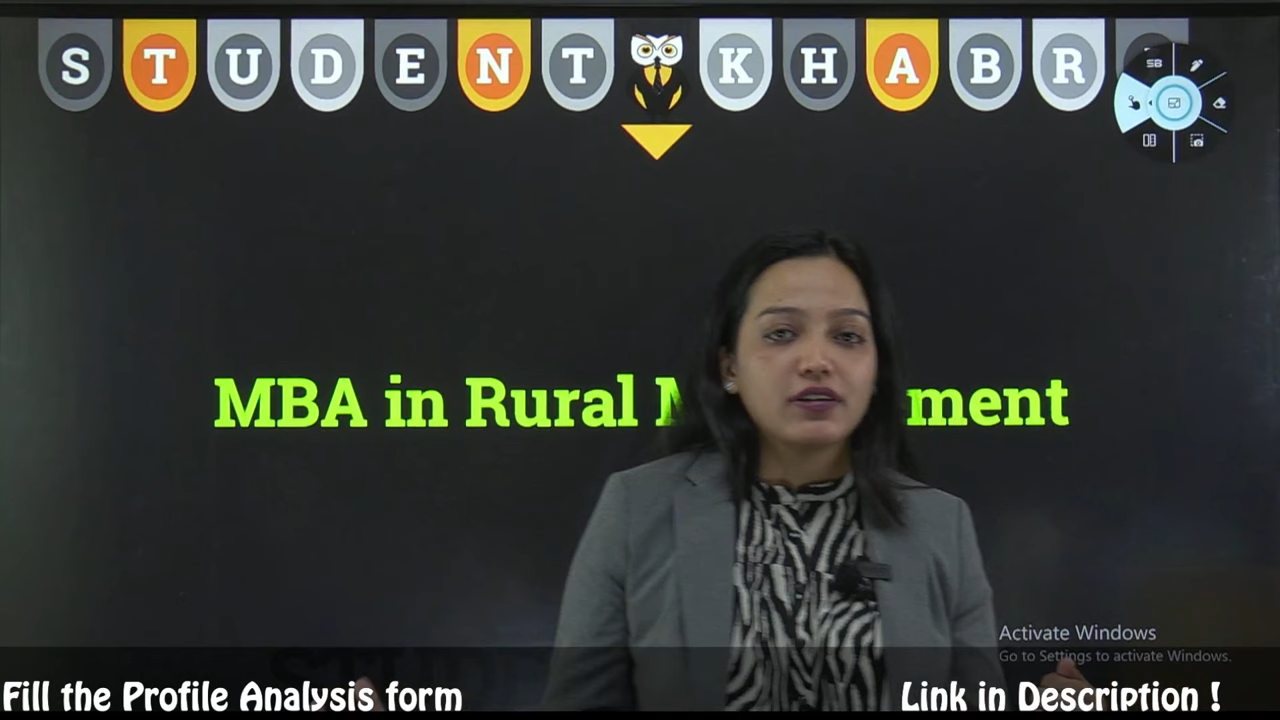 STUDENT KHABR
SB
MBA in Rural M ment
Activate Windows
Go to Settings to activate Windows.
Fill the Profile Analysis form
Link in Description !